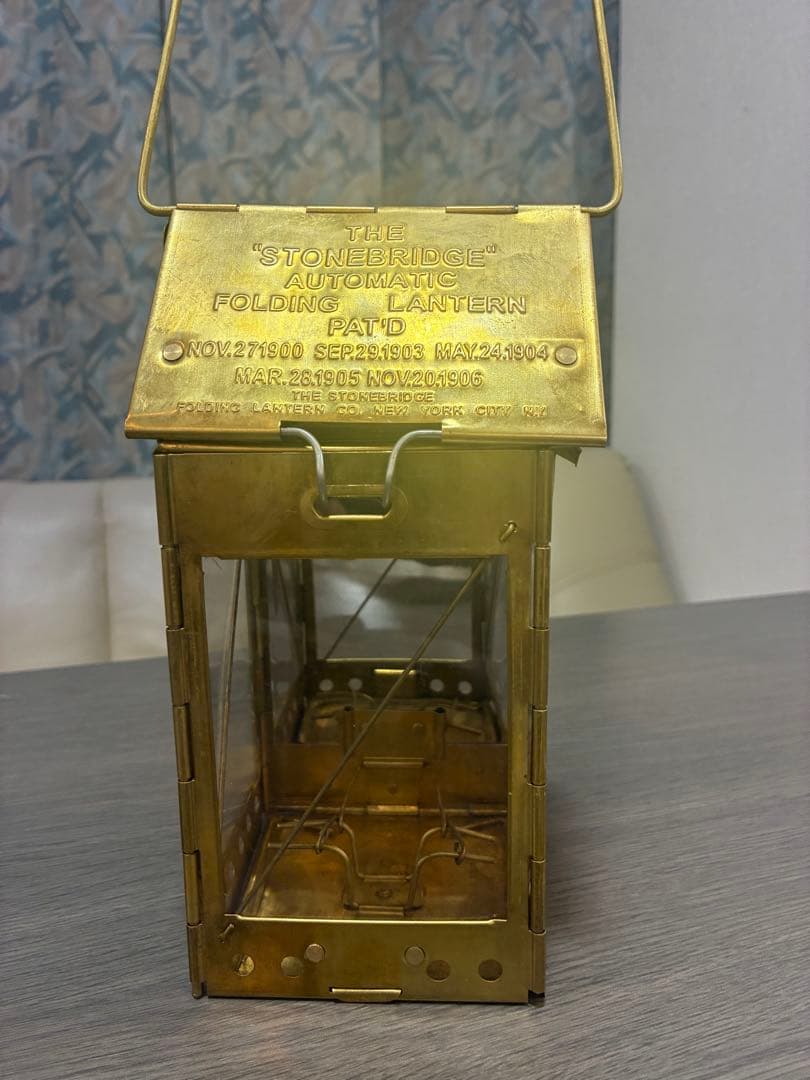 THE
"STONEBRIDGE"
AUTOMATIC
FOLDING LANTERN
PAT'D
NOV.27.1900 SEP.29.1903 MAY.24.1904
MAR.28.1905 NOV.20.1906
THE STONEBRIDGE
FOLDING LANTERN CO. NEW YORK CITY N.Y.